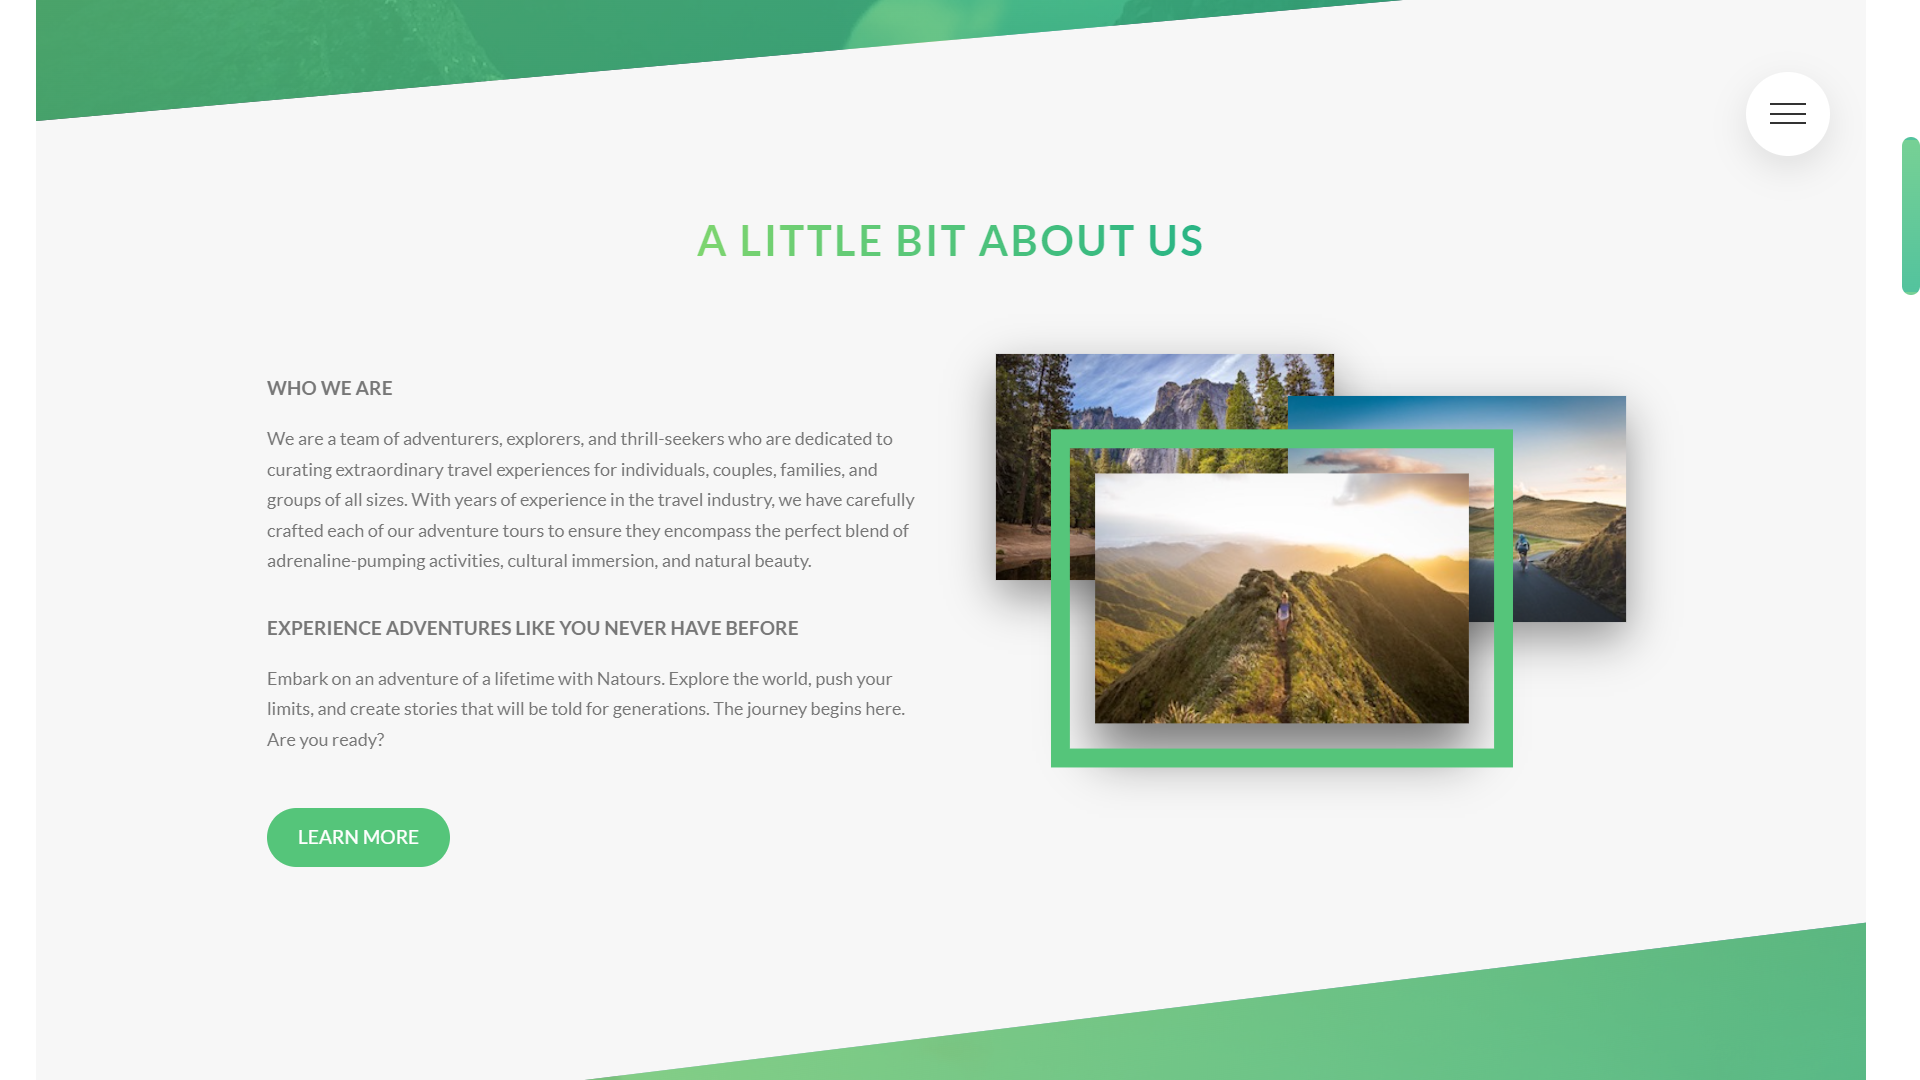 A LITTLE BIT ABOUT US
WHO WE ARE
We are a team of adventurers, explorers, and thrill-seekers who are dedicated to
curating extraordinary travel experiences for individuals, couples, families, and
groups of all sizes. With years of experience in the travel industry, we have carefully
crafted each of our adventure tours to ensure they encompass the perfect blend of
adrenaline-pumping activities, cultural immersion, and natural beauty.
EXPERIENCE ADVENTURES LIKE YOU NEVER HAVE BEFORE
Embark on an adventure of a lifetime with Natours. Explore the world, push your
limits, and create stories that will be told for generations. The journey begins here.
Are you ready?
LEARN MORE